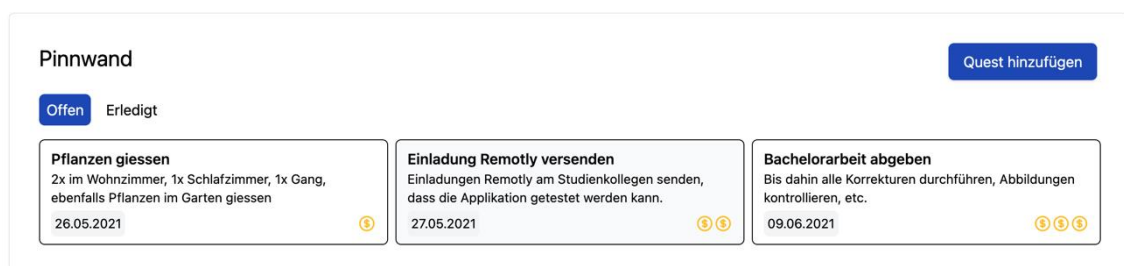 Pinnwand
Quest hinzufügen
Offen
Erledigt
Pflanzen giessen
2x im Wohnzimmer, 1x Schlafzimmer, 1x Gang,
ebenfalls Pflanzen im Garten giessen
26.05.2021
Einladung Remotly versenden
Einladungen Remotly am Studienkollegen senden,
dass die Applikation getestet werden kann.
27.05.2021
Bachelorarbeit abgeben
Bis dahin alle Korrekturen durchführen, Abbildungen
kontrollieren, etc.
09.06.2021